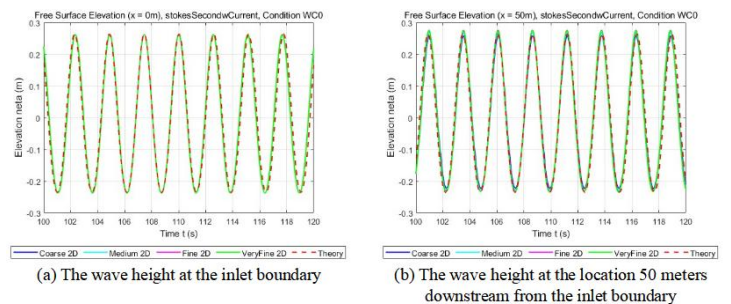 Free Surface Elevation (x = 0m), stokesSecondwCurrent, Condition WC0
0.3
0.2
0.1
0
-0.1
-0.2
-0.3
Elevation neta (m)
100 102 104 106 108 110 112 114 116 118 120
Time t (s)
Coarse 2D Medium 2D Fine 2D VeryFine 2D Theory
(a) The wave height at the inlet boundary
Free Surface Elevation (x = 50m), stokesSecondwCurrent, Condition WC0
0.3
0.2
0.1
0
-0.1
-0.2
-0.3
Elevation neta (m)
100 102 104 106 108 110 112 114 116 118 120
Time t (s)
Coarse 2D Medium 2D Fine 2D VeryFine 2D Theory
(b) The wave height at the location 50 meters
downstream from the inlet boundary